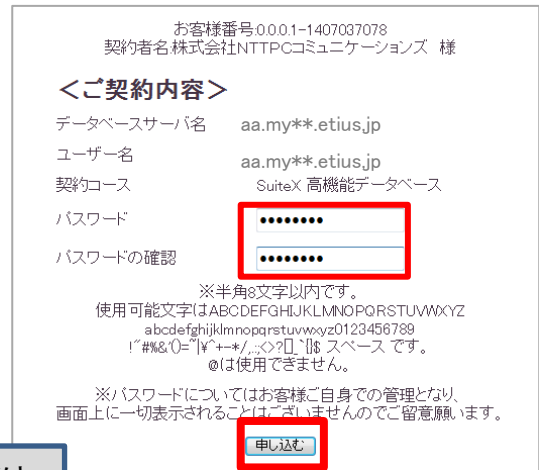 お客様番号:0.0.0.1-1407037078
契約者名:株式会社NTTPCコミュニケーションズ 様
＜ご契約内容＞
データベースサーバ名 aa.my**.etius.jp
ユーザー名 aa.my**.etius.jp
契約コース SuiteX 高機能データベース
パスワード ••••••••
パスワードの確認 ••••••••
※半角8文字以内です。
使用可能文字はABCDEFGHIJKLMNOPQRSTUVWXYZ
abcdefghijklmnopqrstuvwxyz0123456789
!"#%&'()=~|¥^+-*/,.;:<>?[]_`{}$ スペース です。
@は使用できません。
※パスワードについてはお客様ご自身での管理となり、
画面上に一切表示されることはございませんのでご留意願います。
申し込む